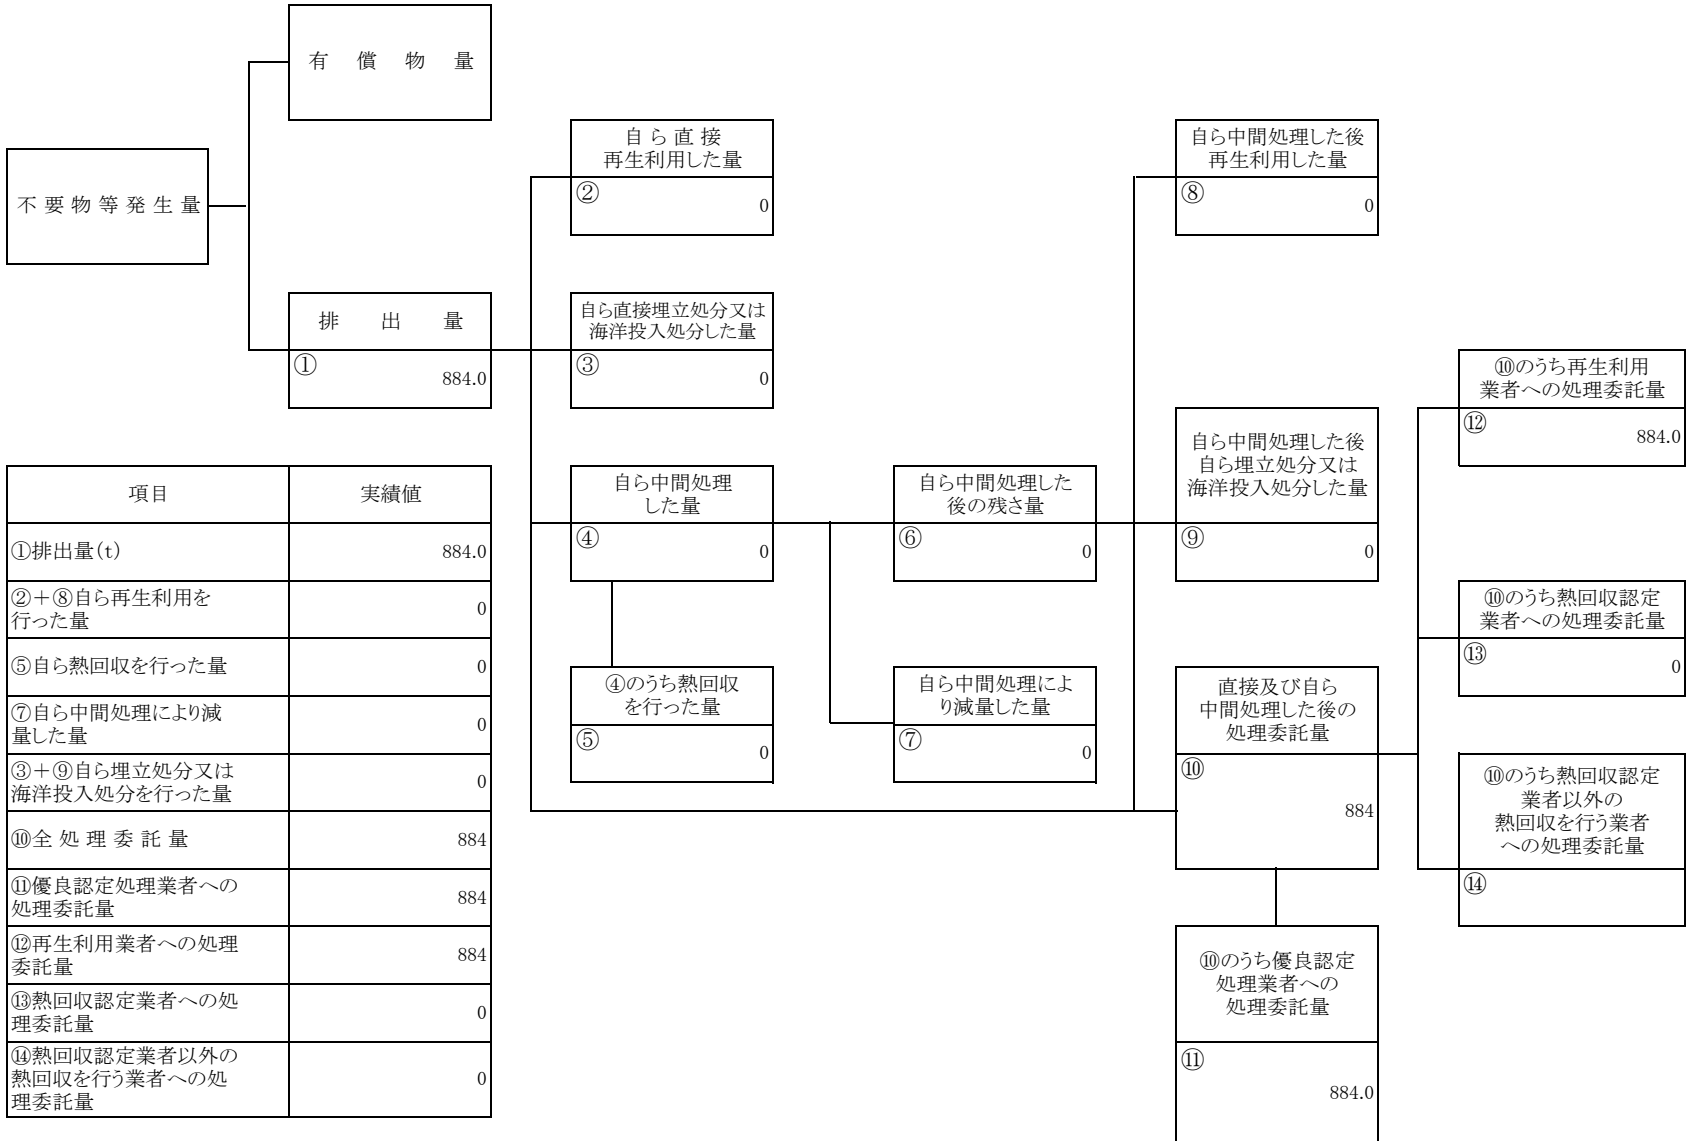 有償物量
不要物等発生量
排出量
①
884.0
自ら直接
再生利用した量
②
0
自ら直接埋立処分又は
海洋投入処分した量
③
0
自ら中間処理
した量
④
0
④のうち熱回収
を行った量
⑤
0
自ら中間処理した
後の残さ量
⑥
0
自ら中間処理によ
り減量した量
⑦
0
自ら中間処理した後
再生利用した量
⑧
0
自ら中間処理した後
自ら埋立処分又は
海洋投入処分した量
⑨
0
直接及び自ら
中間処理した後の
処理委託量
⑩
884
⑩のうち優良認定
処理業者への
処理委託量
⑪
884.0
⑩のうち再生利用
業者への処理委託量
⑫
884.0
⑩のうち熱回収認定
業者への処理委託量
⑬
0
⑩のうち熱回収認定
業者以外の
熱回収を行う業者
への処理委託量
⑭
項目 実績値
①排出量(t) 884.0
②+⑧自ら再生利用を
行った量 0
⑤自ら熱回収を行った量 0
⑦自ら中間処理により減
量した量 0
③+⑨自ら埋立処分又は
海洋投入処分を行った量 0
⑩全処理委託量 884
⑪優良認定処理業者への
処理委託量 884
⑫再生利用業者への処理
委託量 884
⑬熱回収認定業者への処
理委託量 0
⑭熱回収認定業者以外の
熱回収を行う業者への処
理委託量 0